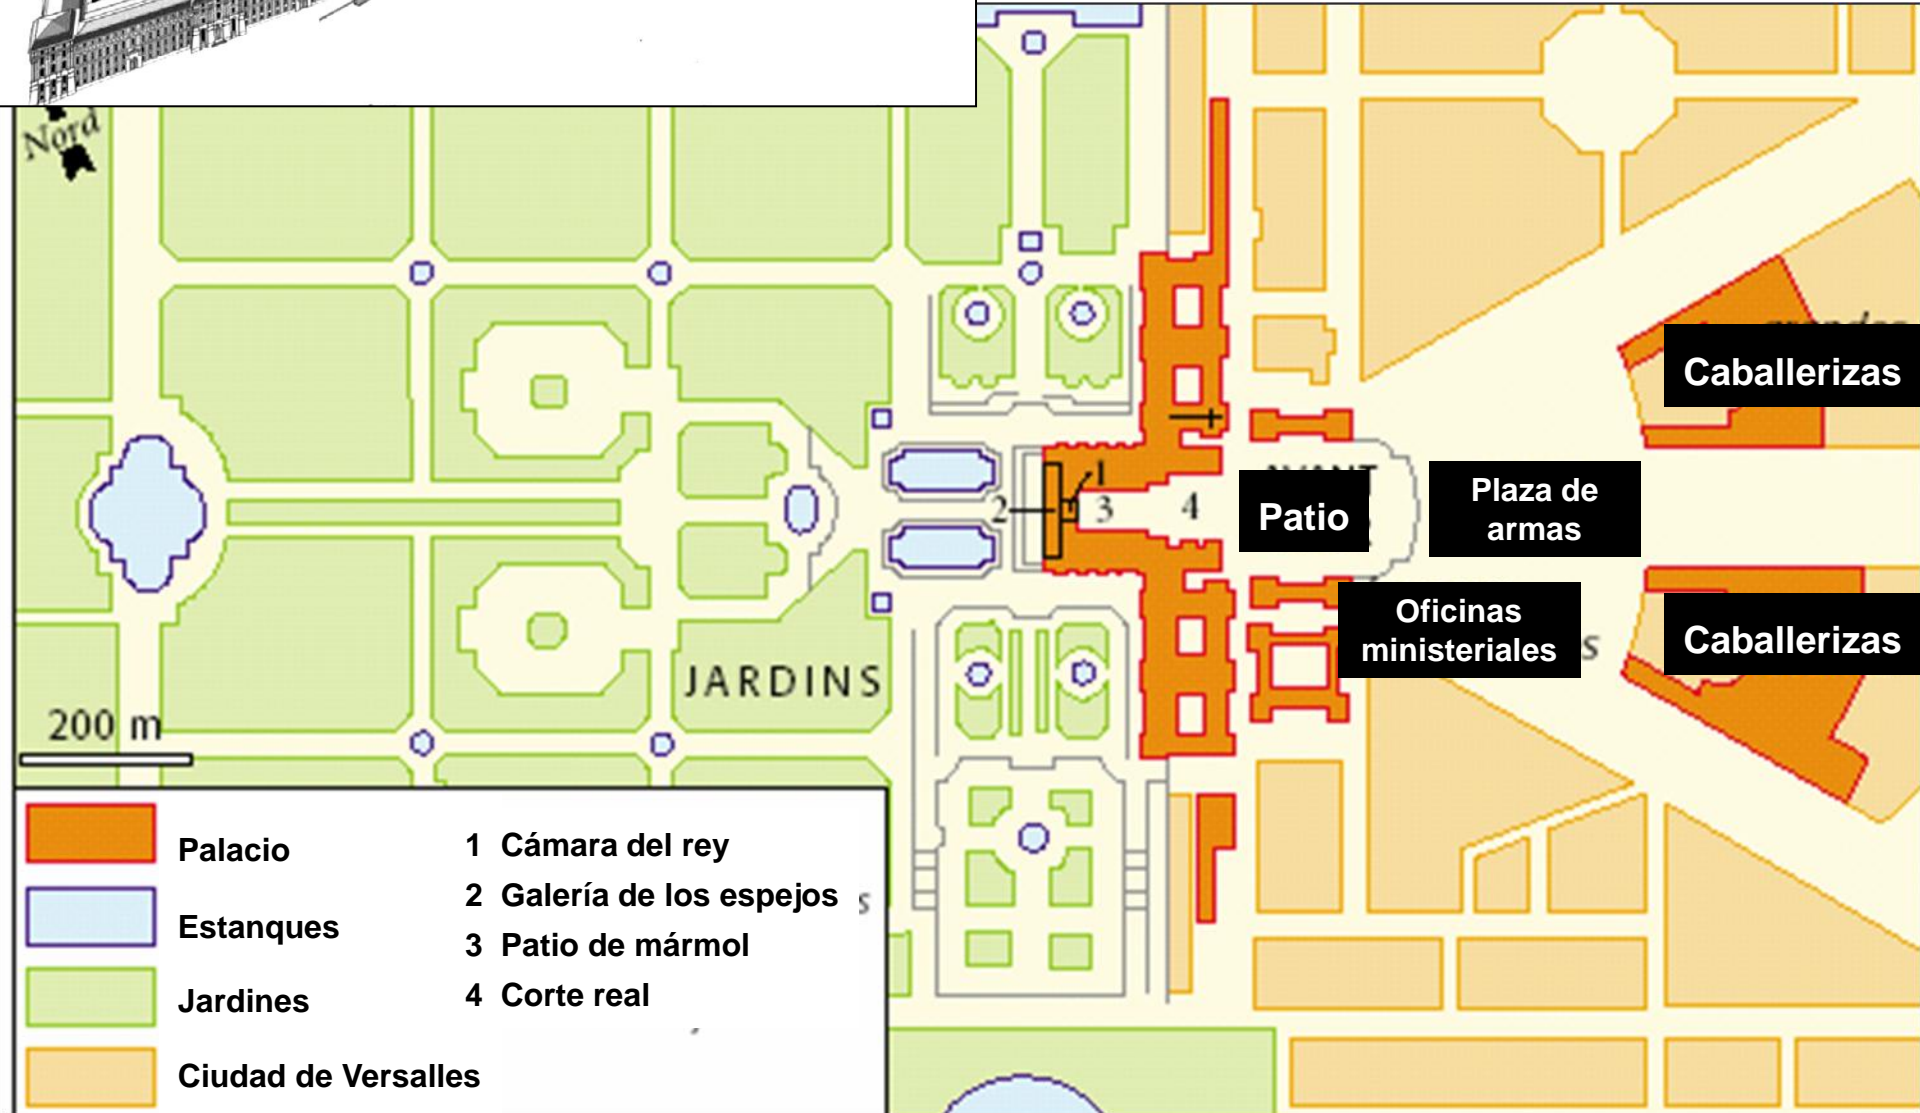 Nord
Caballerizas
1
2
3
4
Patio
Plaza de
armas
Oficinas
ministeriales
Caballerizas
JARDINS
200 m
Palacio
Estanques
Jardines
Ciudad de Versalles
1 Cámara del rey
2 Galería de los espejos
3 Patio de mármol
4 Corte real